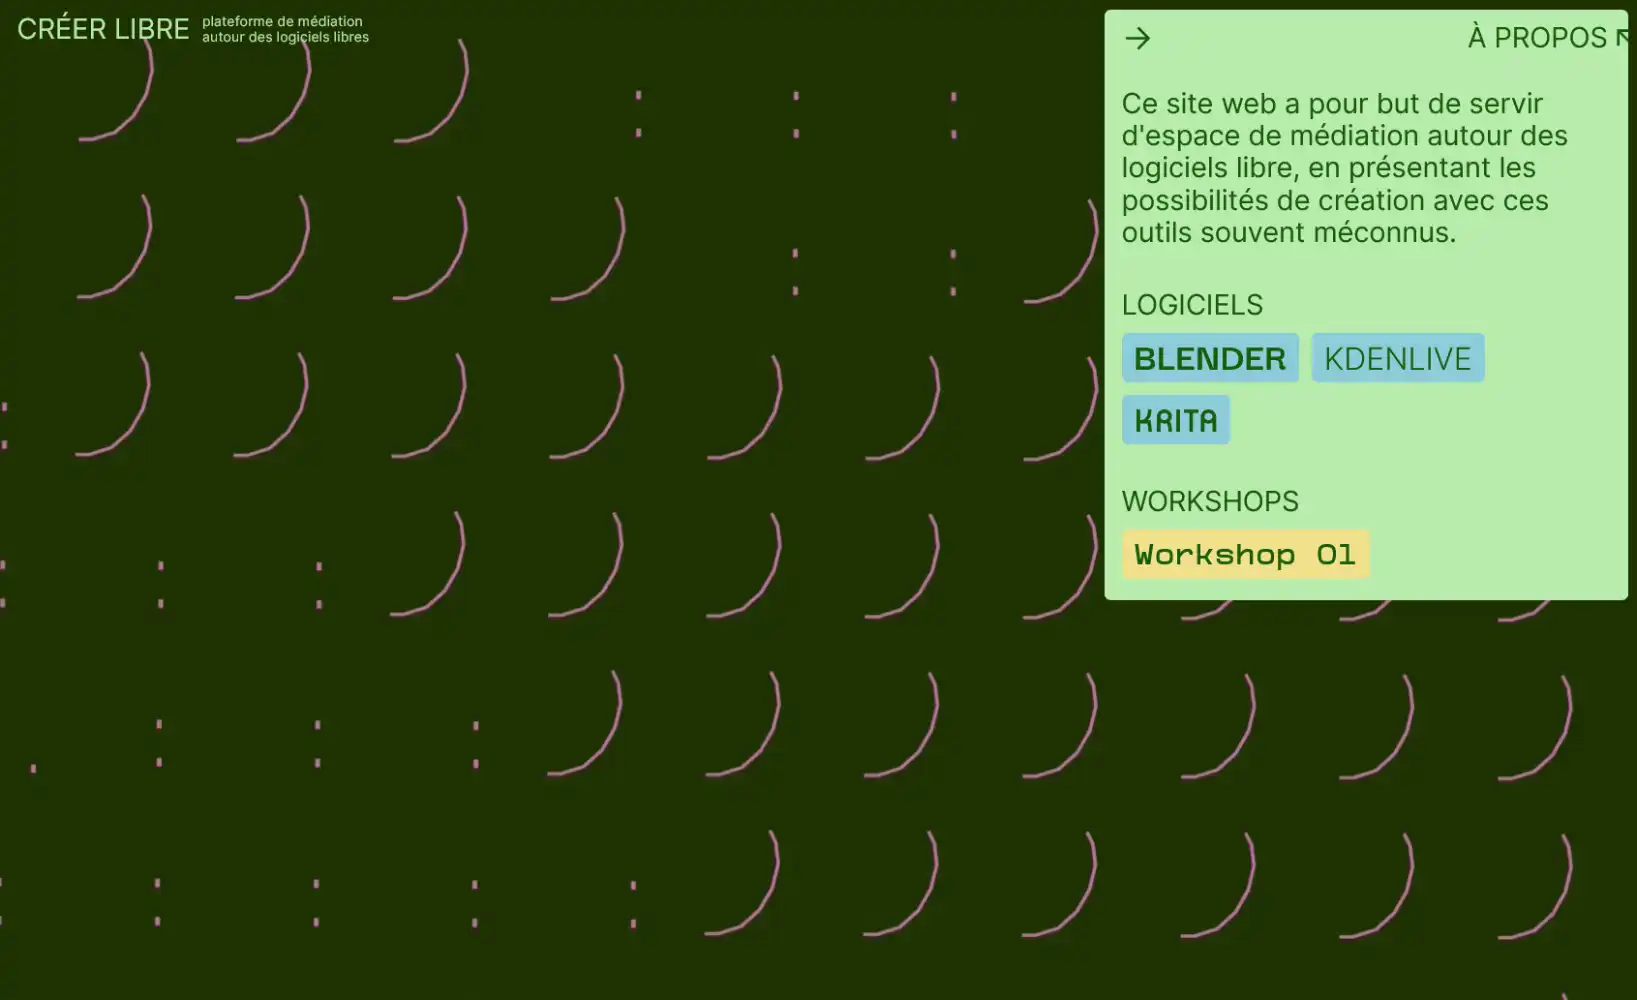 CRÉER LIBRE
plateforme de médiation
autour des logiciels libres
→ À PROPOS ↖
Ce site web a pour but de servir
d'espace de médiation autour des
logiciels libre, en présentant les
possibilités de création avec ces
outils souvent méconnus.
LOGICIELS
BLENDER KDENLIVE
KRITA
WORKSHOPS
Workshop 01